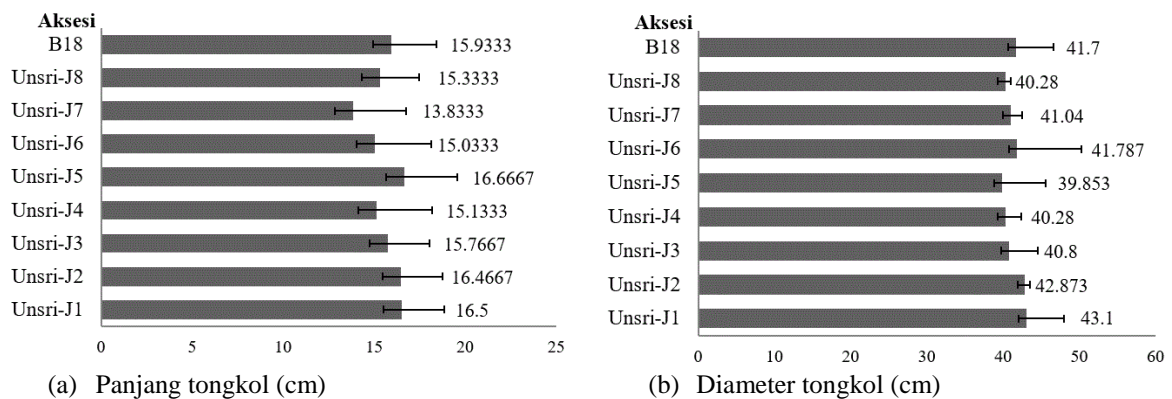 Aksesi
B18
15.9333
Unsri-J8
15.3333
Unsri-J7
13.8333
Unsri-J6
15.0333
Unsri-J5
16.6667
Unsri-J4
15.1333
Unsri-J3
15.7667
Unsri-J2
16.4667
Unsri-J1
16.5
0 5 10 15 20 25
(a) Panjang tongkol (cm)
Aksesi
B18
41.7
Unsri-J8
40.28
Unsri-J7
41.04
Unsri-J6
41.787
Unsri-J5
39.853
Unsri-J4
40.28
Unsri-J3
40.8
Unsri-J2
42.873
Unsri-J1
43.1
0 10 20 30 40 50 60
(b) Diameter tongkol (cm)